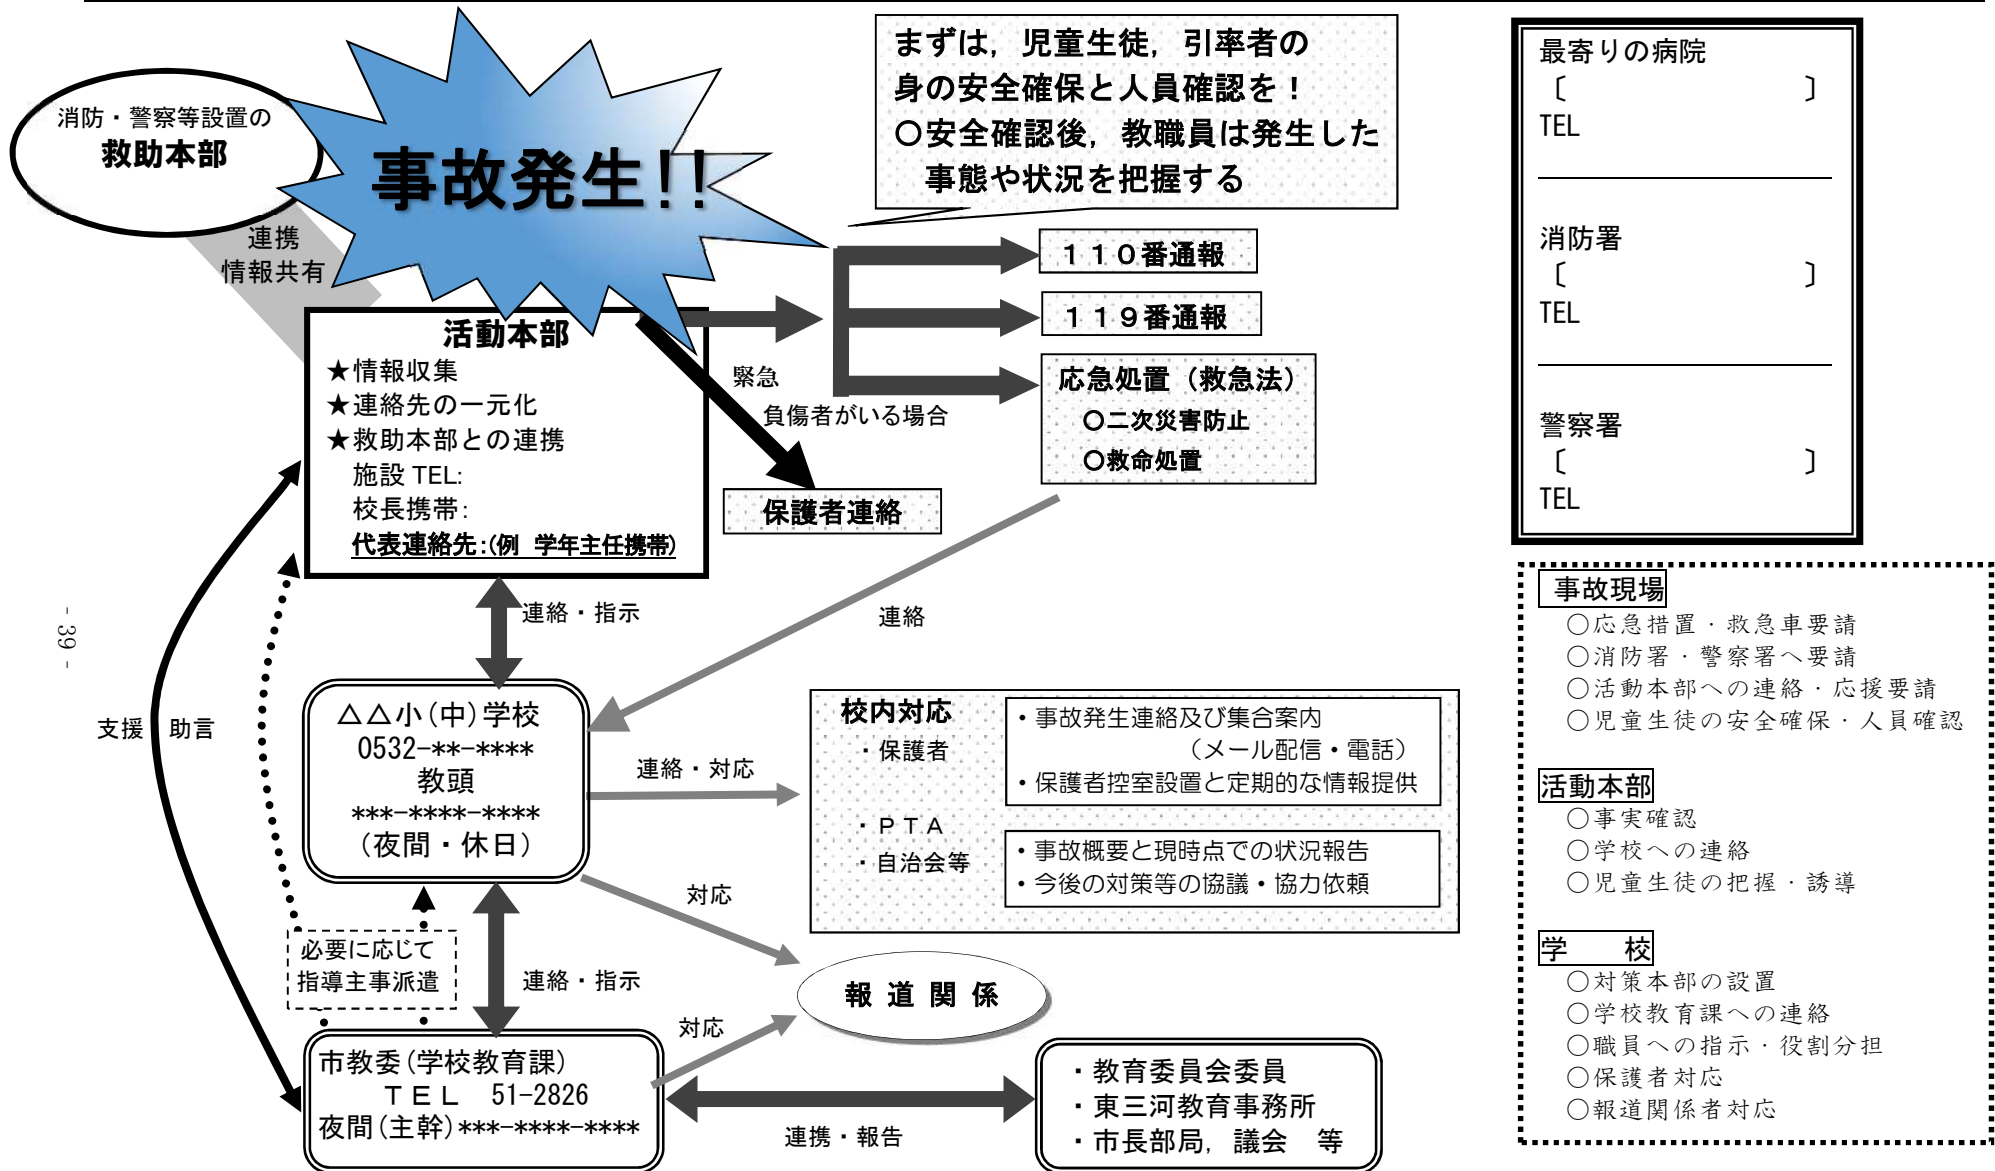 消防・警察等設置の
救助本部
事故発生!!
まずは，児童生徒，引率者の
身の安全確保と人員確認を！
○安全確認後，教職員は発生した
事態や状況を把握する
連携
情報共有
110番通報
119番通報
応急処置（救急法）
○二次災害防止
○救命処置
緊急
負傷者がいる場合
保護者連絡
活動本部
★情報収集
★連絡先の一元化
★救助本部との連携
施設 TEL:
校長携帯:
代表連絡先:(例　学年主任携帯)
連絡・指示
連絡
支援
助言
△△小(中)学校
0532-**-****
教頭
***-****-****
(夜間・休日)
連絡・対応
校内対応
・保護者
・事故発生連絡及び集合案内
（メール配信・電話）
・保護者控室設置と定期的な情報提供
・ＰＴＡ
・自治会等
・事故概要と現時点での状況報告
・今後の対策等の協議・協力依頼
対応
必要に応じて
指導主事派遣
連絡・指示
報道関係
対応
市教委(学校教育課)
ＴＥＬ　51-2826
夜間(主幹)***-****-****
連携・報告
・教育委員会委員
・東三河教育事務所
・市長部局，議会　等
最寄りの病院
〔　　　　　　〕
TEL
消防署
〔　　　　　　〕
TEL
警察署
〔　　　　　　〕
TEL
事故現場
○応急措置・救急車要請
○消防署・警察署へ要請
○活動本部への連絡・応援要請
○児童生徒の安全確保・人員確認
活動本部
○事実確認
○学校への連絡
○児童生徒の把握・誘導
学　　校
○対策本部の設置
○学校教育課への連絡
○職員への指示・役割分担
○保護者対応
○報道関係者対応
- 39 -